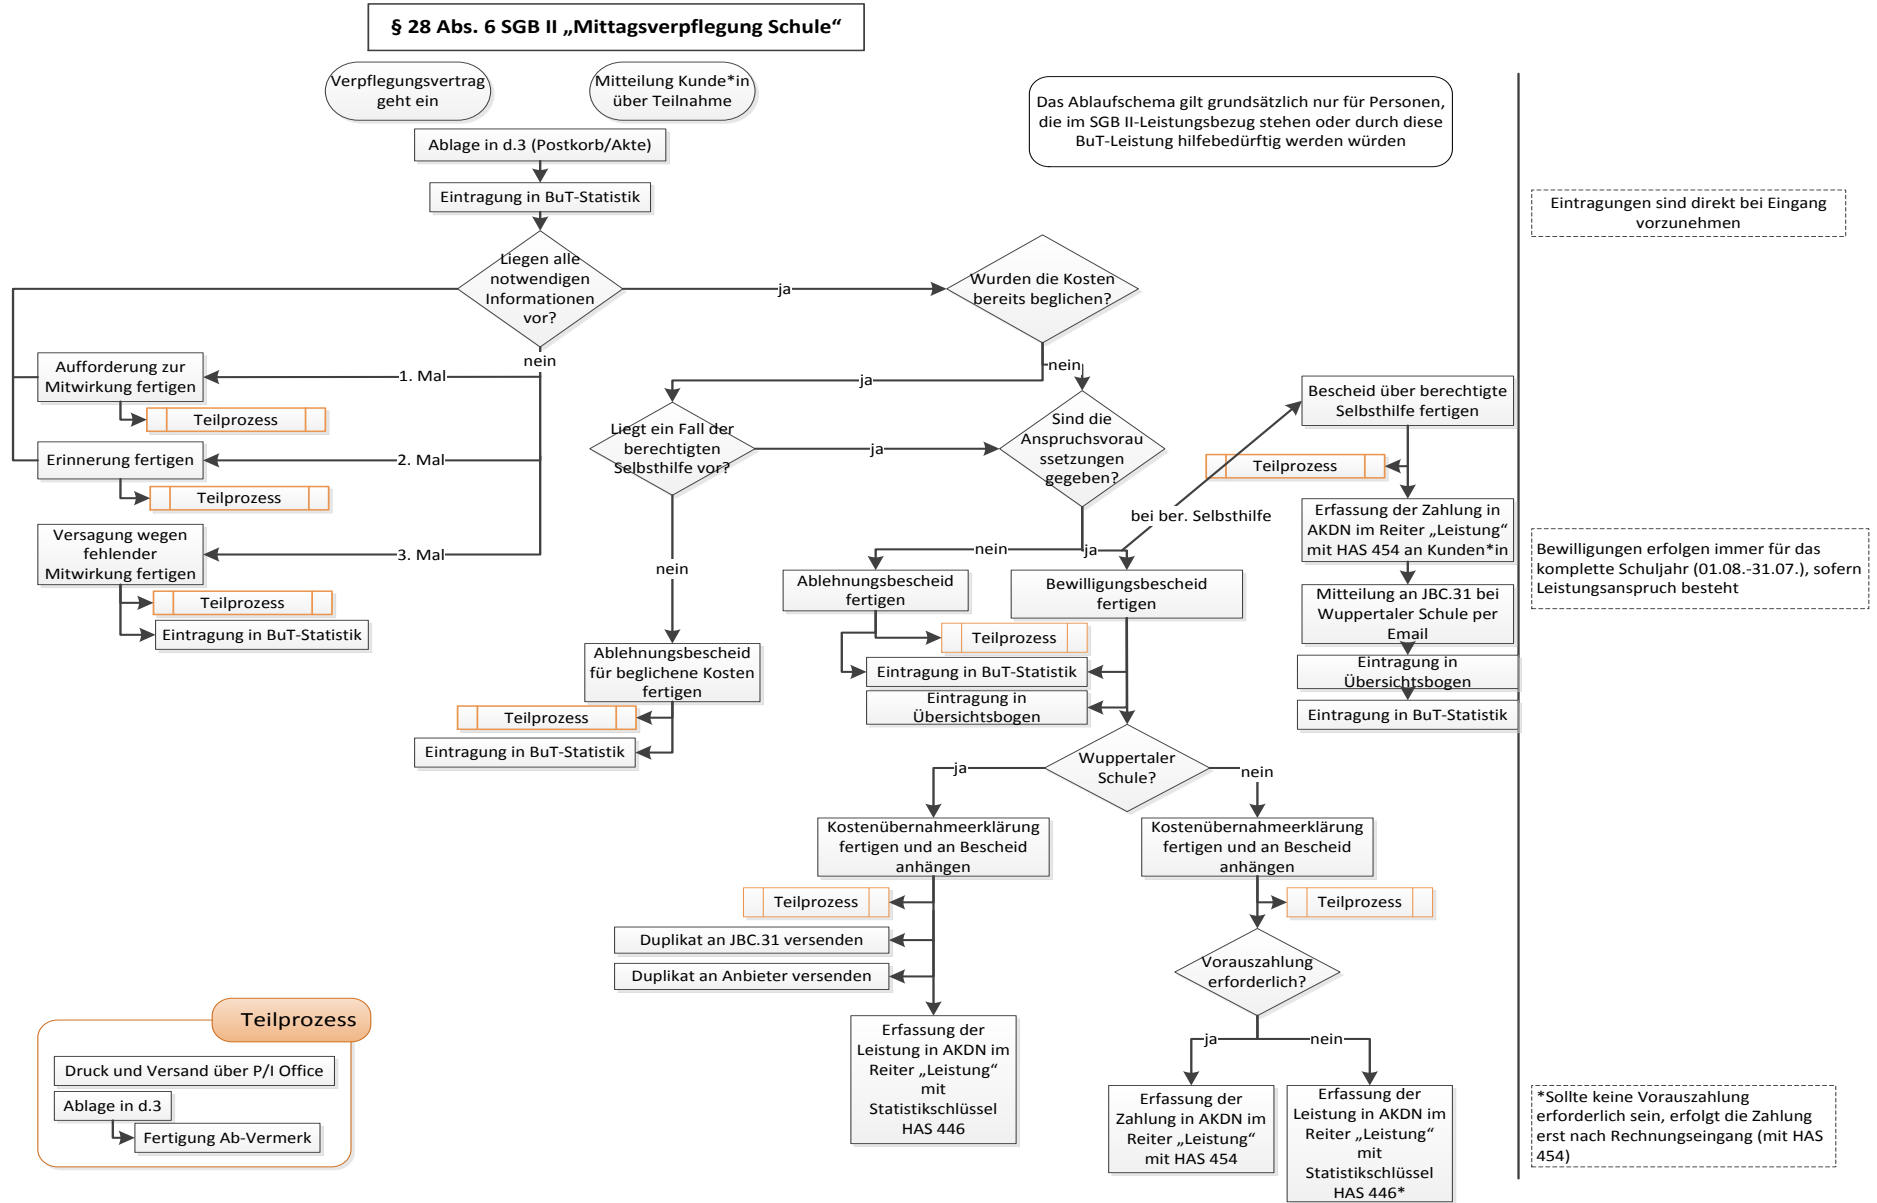 § 28 Abs. 6 SGB II „Mittagsverpflegung Schule“
Verpflegungsvertrag
geht ein
Mitteilung Kunde*in
über Teilnahme
Das Ablaufschema gilt grundsätzlich nur für Personen,
die im SGB II-Leistungsbezug stehen oder durch diese
BuT-Leistung hilfebedürftig werden würden
Ablage in d.3 (Postkorb/Akte)
Eintragung in BuT-Statistik
Eintragungen sind direkt bei Eingang
vorzunehmen
Liegen alle
notwendigen
Informationen
vor?
ja
Wurden die Kosten
bereits beglichen?
nein
Aufforderung zur
Mitwirkung fertigen
1. Mal
Teilprozess
Erinnerung fertigen
2. Mal
Teilprozess
Versagung wegen
fehlender
Mitwirkung fertigen
3. Mal
Teilprozess
Eintragung in BuT-Statistik
ja
nein
Liegt ein Fall der
berechtigten
Selbsthilfe vor?
ja
Sind die
Anspruchsvorau
ssetzungen
gegeben?
Bescheid über berechtigte
Selbsthilfe fertigen
Teilprozess
Erfassung der Zahlung in
AKDN im Reiter „Leistung“
mit HAS 454 an Kunden*in
Mitteilung an JBC.31 bei
Wuppertaler Schule per
Email
Eintragung in
Übersichtsbogen
Eintragung in BuT-Statistik
bei ber. Selbsthilfe
Bewilligungen erfolgen immer für das
komplette Schuljahr (01.08.-31.07.), sofern
Leistungsanspruch besteht
nein
Ablehnungsbescheid
für beglichene Kosten
fertigen
Teilprozess
Eintragung in BuT-Statistik
nein
ja
Ablehnungsbescheid
fertigen
Bewilligungsbescheid
fertigen
Teilprozess
Eintragung in BuT-Statistik
Eintragung in
Übersichtsbogen
Wuppertaler
Schule?
ja
nein
Kostenübernahmeerklärung
fertigen und an Bescheid
anhängen
Teilprozess
Duplikat an JBC.31 versenden
Duplikat an Anbieter versenden
Erfassung der
Leistung in AKDN im
Reiter „Leistung“
mit
Statistikschlüssel
HAS 446
Kostenübernahmeerklärung
fertigen und an Bescheid
anhängen
Teilprozess
Vorauszahlung
erforderlich?
ja
nein
Erfassung der
Zahlung in AKDN im
Reiter „Leistung“
mit HAS 454
Erfassung der
Leistung in AKDN im
Reiter „Leistung“
mit
Statistikschlüssel
HAS 446*
*Sollte keine Vorauszahlung
erforderlich sein, erfolgt die Zahlung
erst nach Rechnungseingang (mit HAS
454)
Teilprozess
Druck und Versand über P/I Office
Ablage in d.3
Fertigung Ab-Vermerk